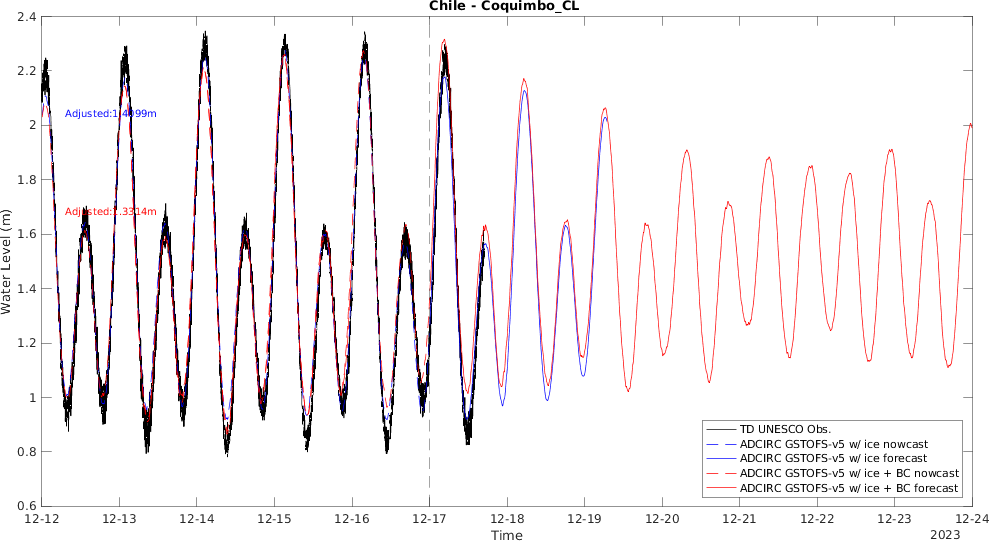 Chile - Coquimbo_CL
2.4
2.2
2
1.8
1.6
1.4
1.2
1
0.8
0.6
Water Level (m)
Adjusted:1.4099m
Adjusted:1.3314m
TD UNESCO Obs.
ADCIRC GSTOFS-v5 w/ ice nowcast
ADCIRC GSTOFS-v5 w/ ice forecast
ADCIRC GSTOFS-v5 w/ ice + BC nowcast
ADCIRC GSTOFS-v5 w/ ice + BC forecast
12-12 12-13 12-14 12-15 12-16 12-17 12-18 12-19 12-20 12-21 12-22 12-23 12-24
Time
2023